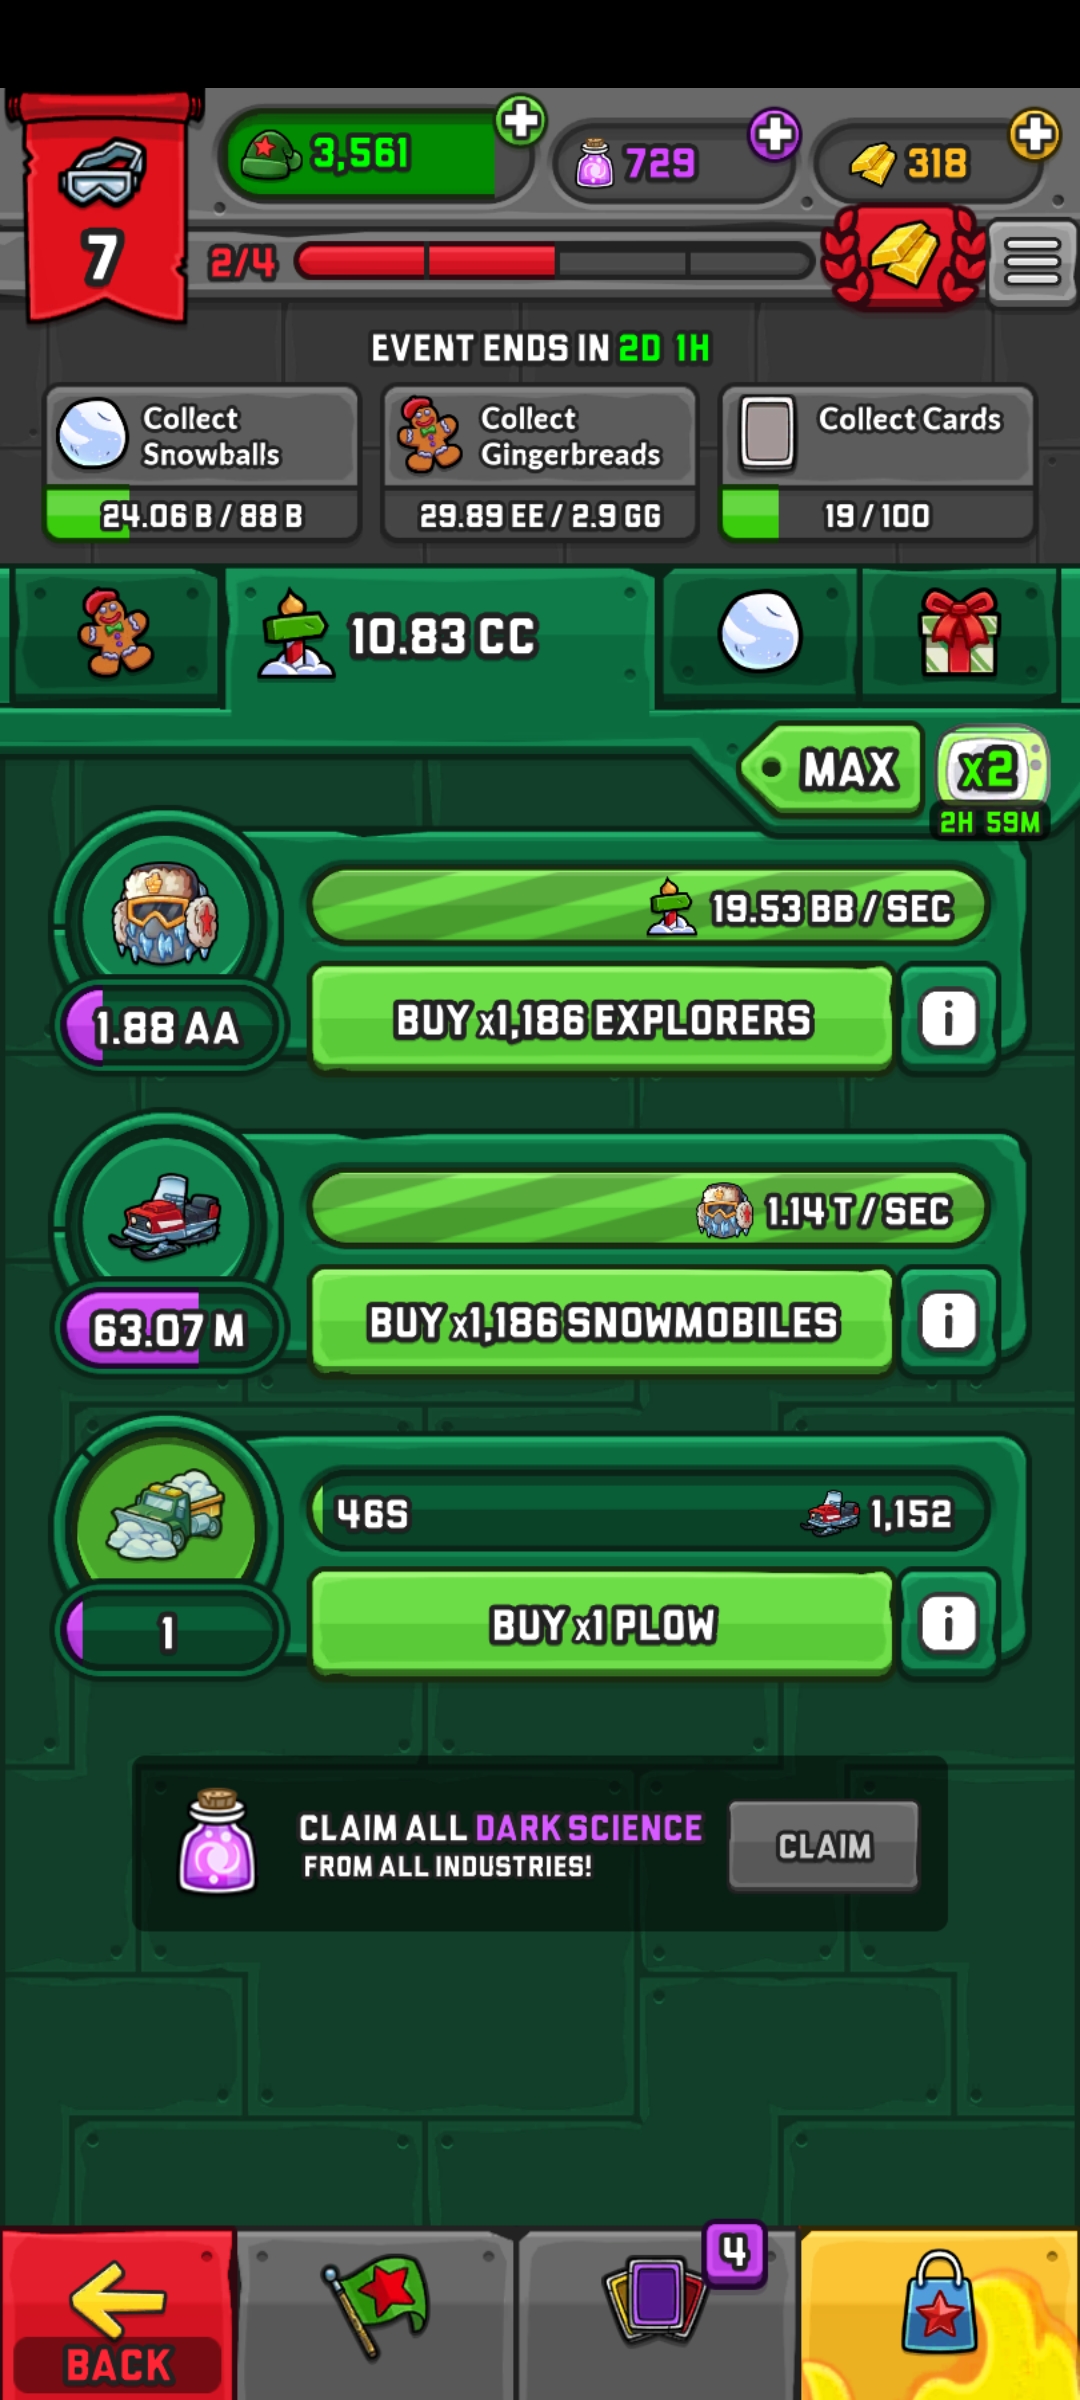 3,561
729
318
7
2/4
EVENT ENDS IN 2D 1H
Collect
Snowballs
24.06 B / 88 B
Collect
Gingerbreads
29.89 EE / 2.9 GG
Collect Cards
19 / 100
10.83 CC
MAX
x2
2H 59M
19.53 BB / SEC
1.88 AA
BUY x1,186 EXPLORERS
i
1.14 T / SEC
63.07 M
BUY x1,186 SNOWMOBILES
i
46S
1,152
1
BUY x1 PLOW
i
CLAIM ALL DARK SCIENCE
FROM ALL INDUSTRIES!
CLAIM
4
BACK